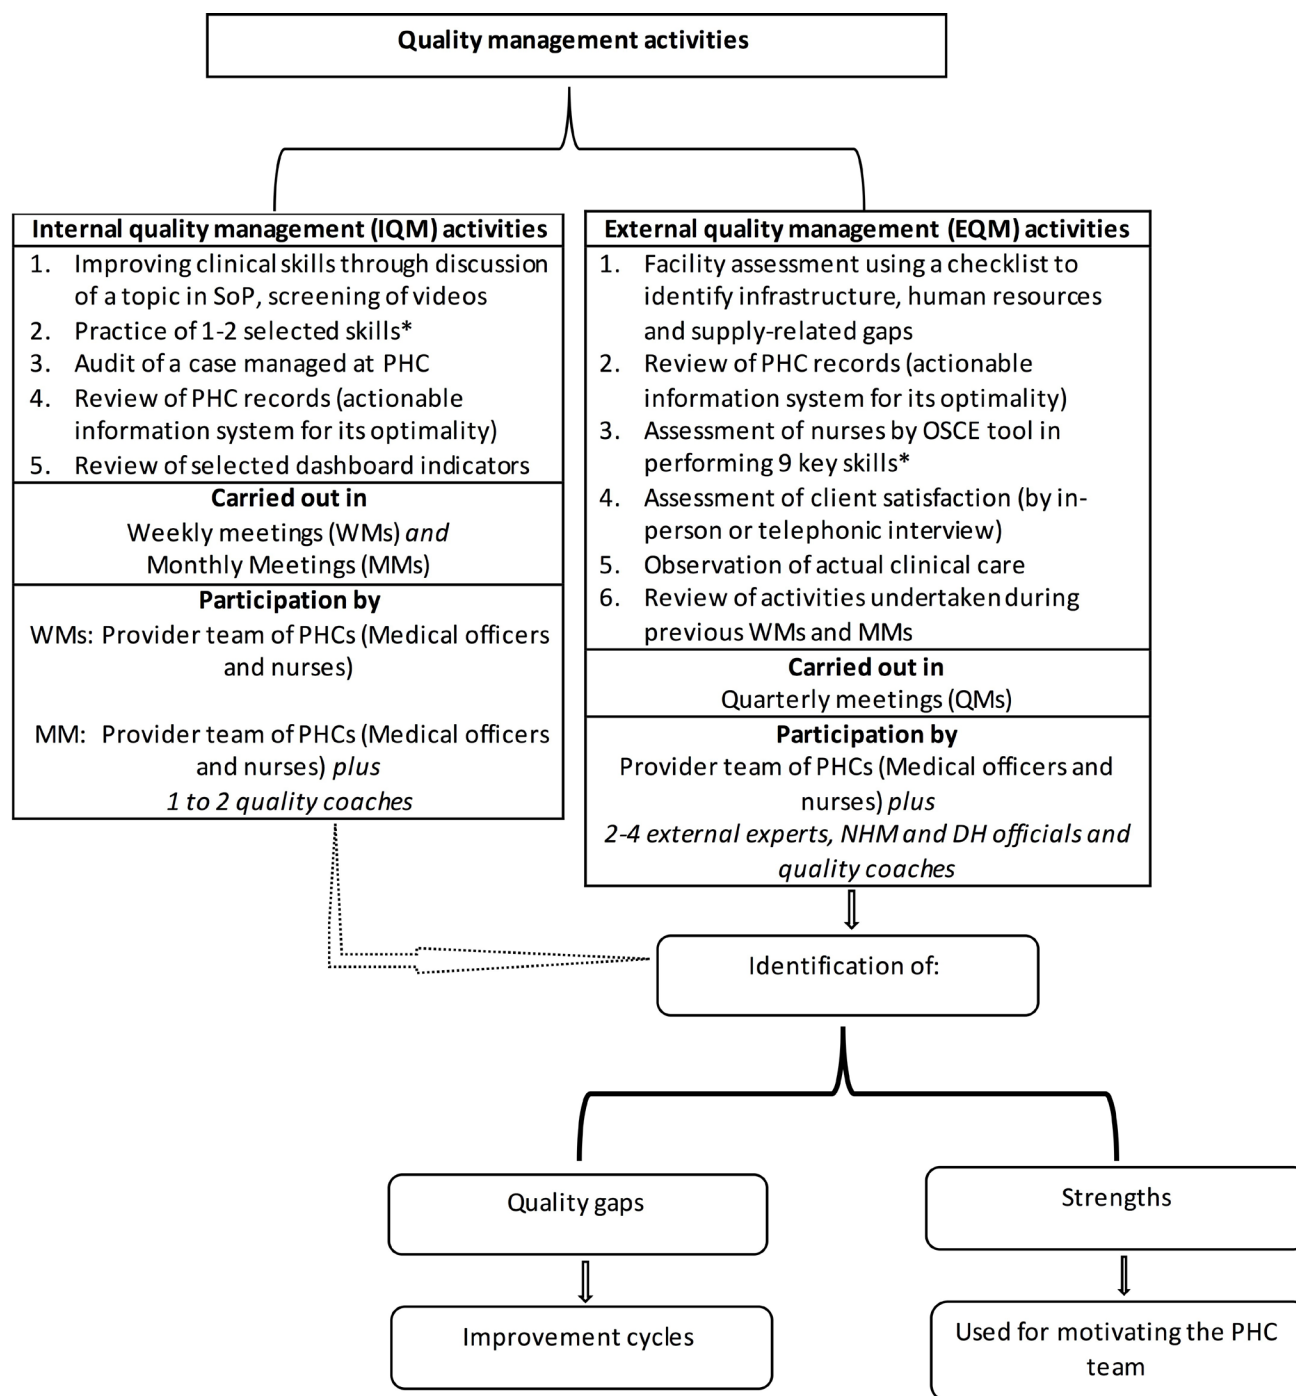 Quality management activities
Internal quality management (IQM) activities
1. Improving clinical skills through discussion
of a topic in SoP, screening of videos
2. Practice of 1-2 selected skills*
3. Audit of a case managed at PHC
4. Review of PHC records (actionable
information system for its optimality)
5. Review of selected dashboard indicators
Carried out in
Weekly meetings (WMs) and
Monthly Meetings (MMs)
Participation by
WMs: Provider team of PHCs (Medical officers
and nurses)
MM: Provider team of PHCs (Medical officers
and nurses) plus
1 to 2 quality coaches
External quality management (EQM) activities
1. Facility assessment using a checklist to
identify infrastructure, human resources
and supply-related gaps
2. Review of PHC records (actionable
information system for its optimality)
3. Assessment of nurses by OSCE tool in
performing 9 key skills*
4. Assessment of client satisfaction (by in-
person or telephonic interview)
5. Observation of actual clinical care
6. Review of activities undertaken during
previous WMs and MMs
Carried out in
Quarterly meetings (QMs)
Participation by
Provider team of PHCs (Medical officers and
nurses) plus
2-4 external experts, NHM and DH officials and
quality coaches
Identification of:
Quality gaps
Strengths
Improvement cycles
Used for motivating the PHC
team